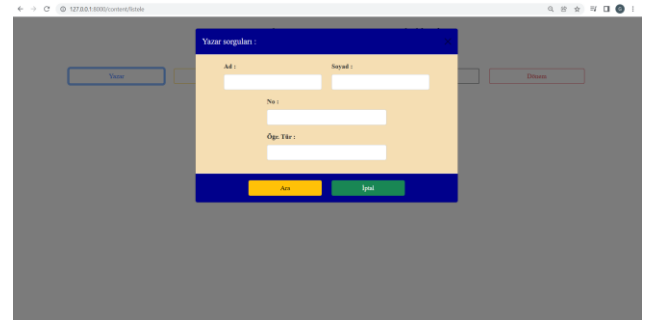 127.0.0.1:8000/content/listele
Yazar sorguları :
Ad :
Soyad :
Yazar
Dönem
No :
Öğr. Tür :
Ara
İptal